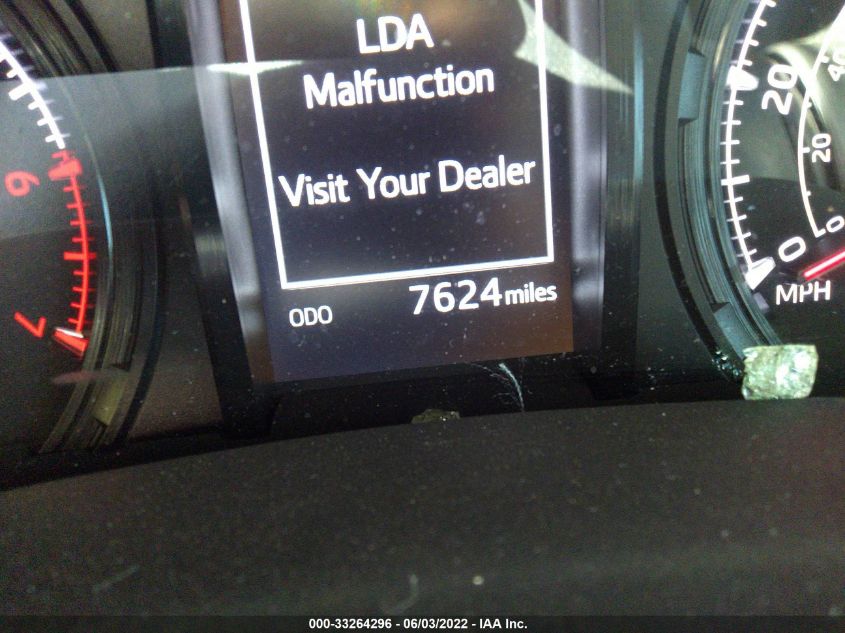 LDA
Malfunction
Visit Your Dealer
ODO 7624 miles
6
7
20
0
MPH
40
20
0
000-33264296 - 06/03/2022 - IAA Inc.